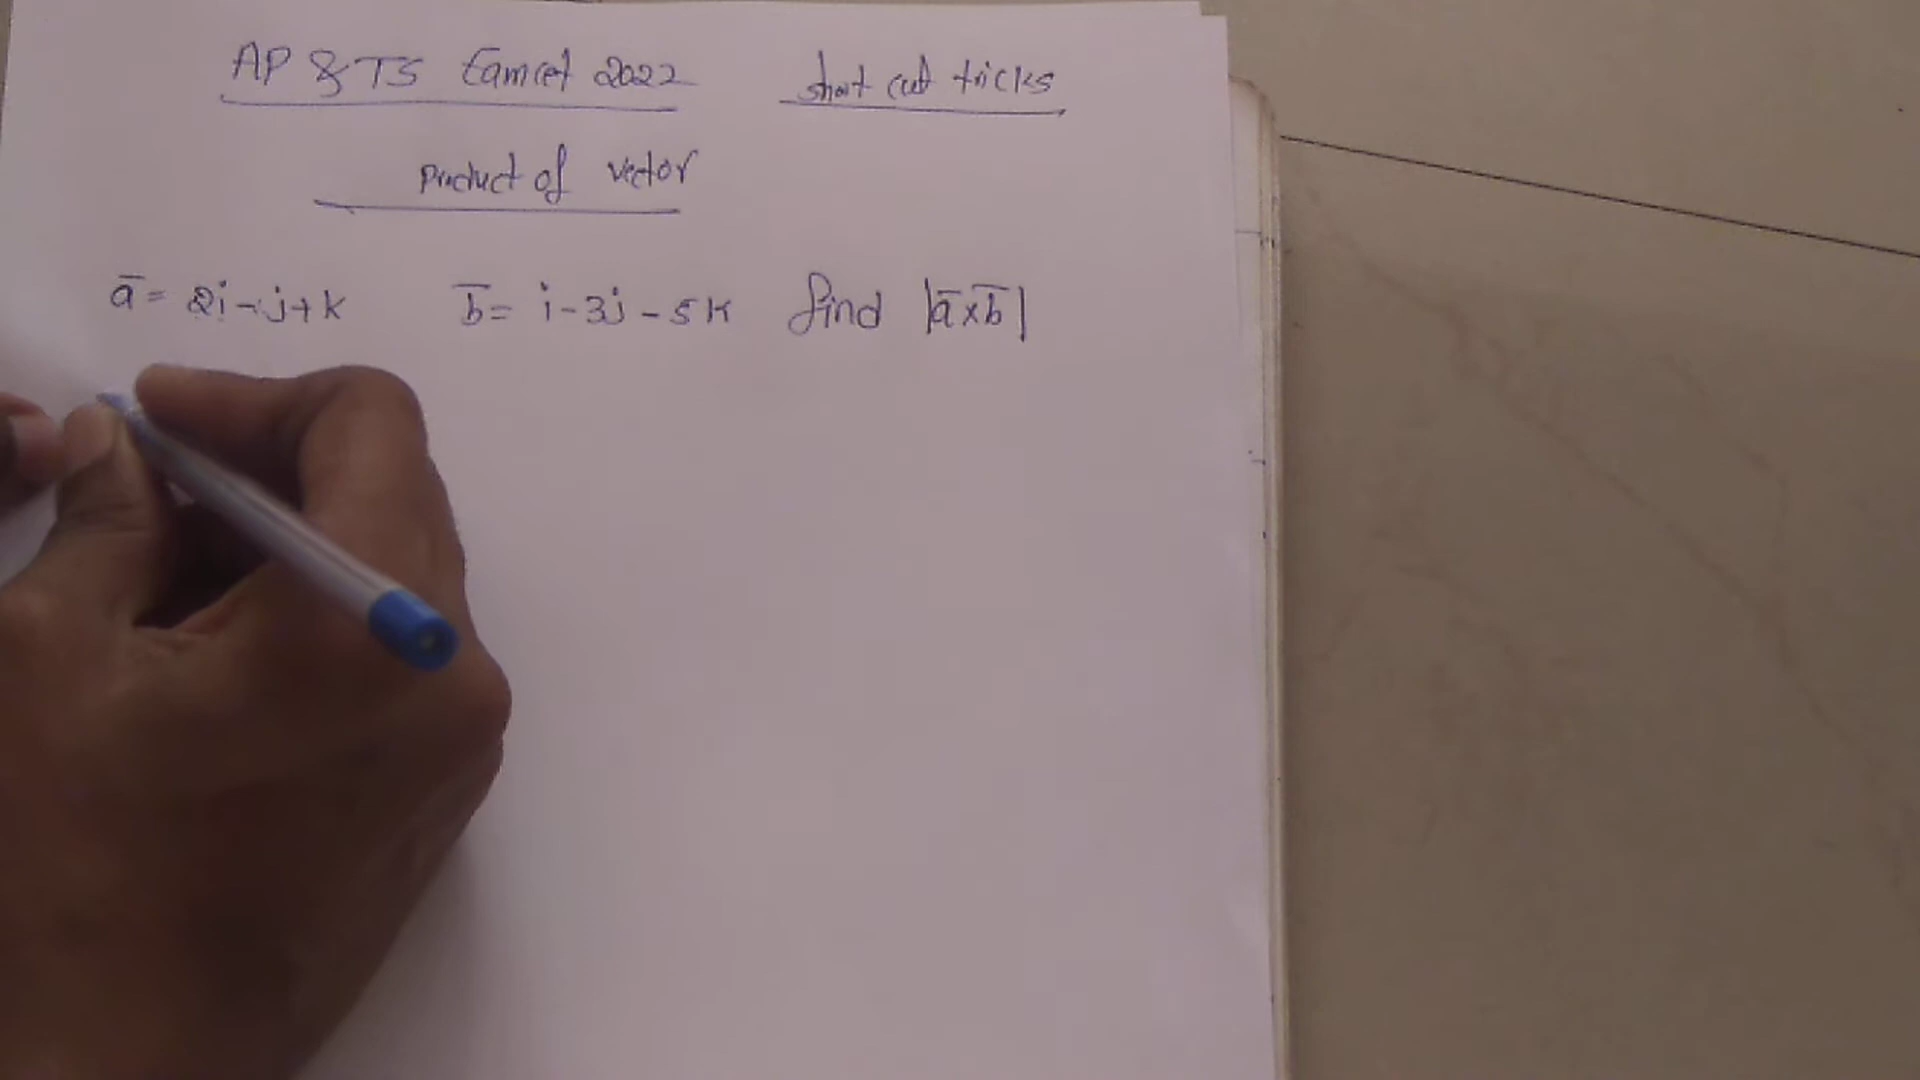 AP & TS Eamcet 2022 short cut tricks
Product of vector
a̅ = 2i-j+k b̅ = i-3j-5k find |a̅×b̅|